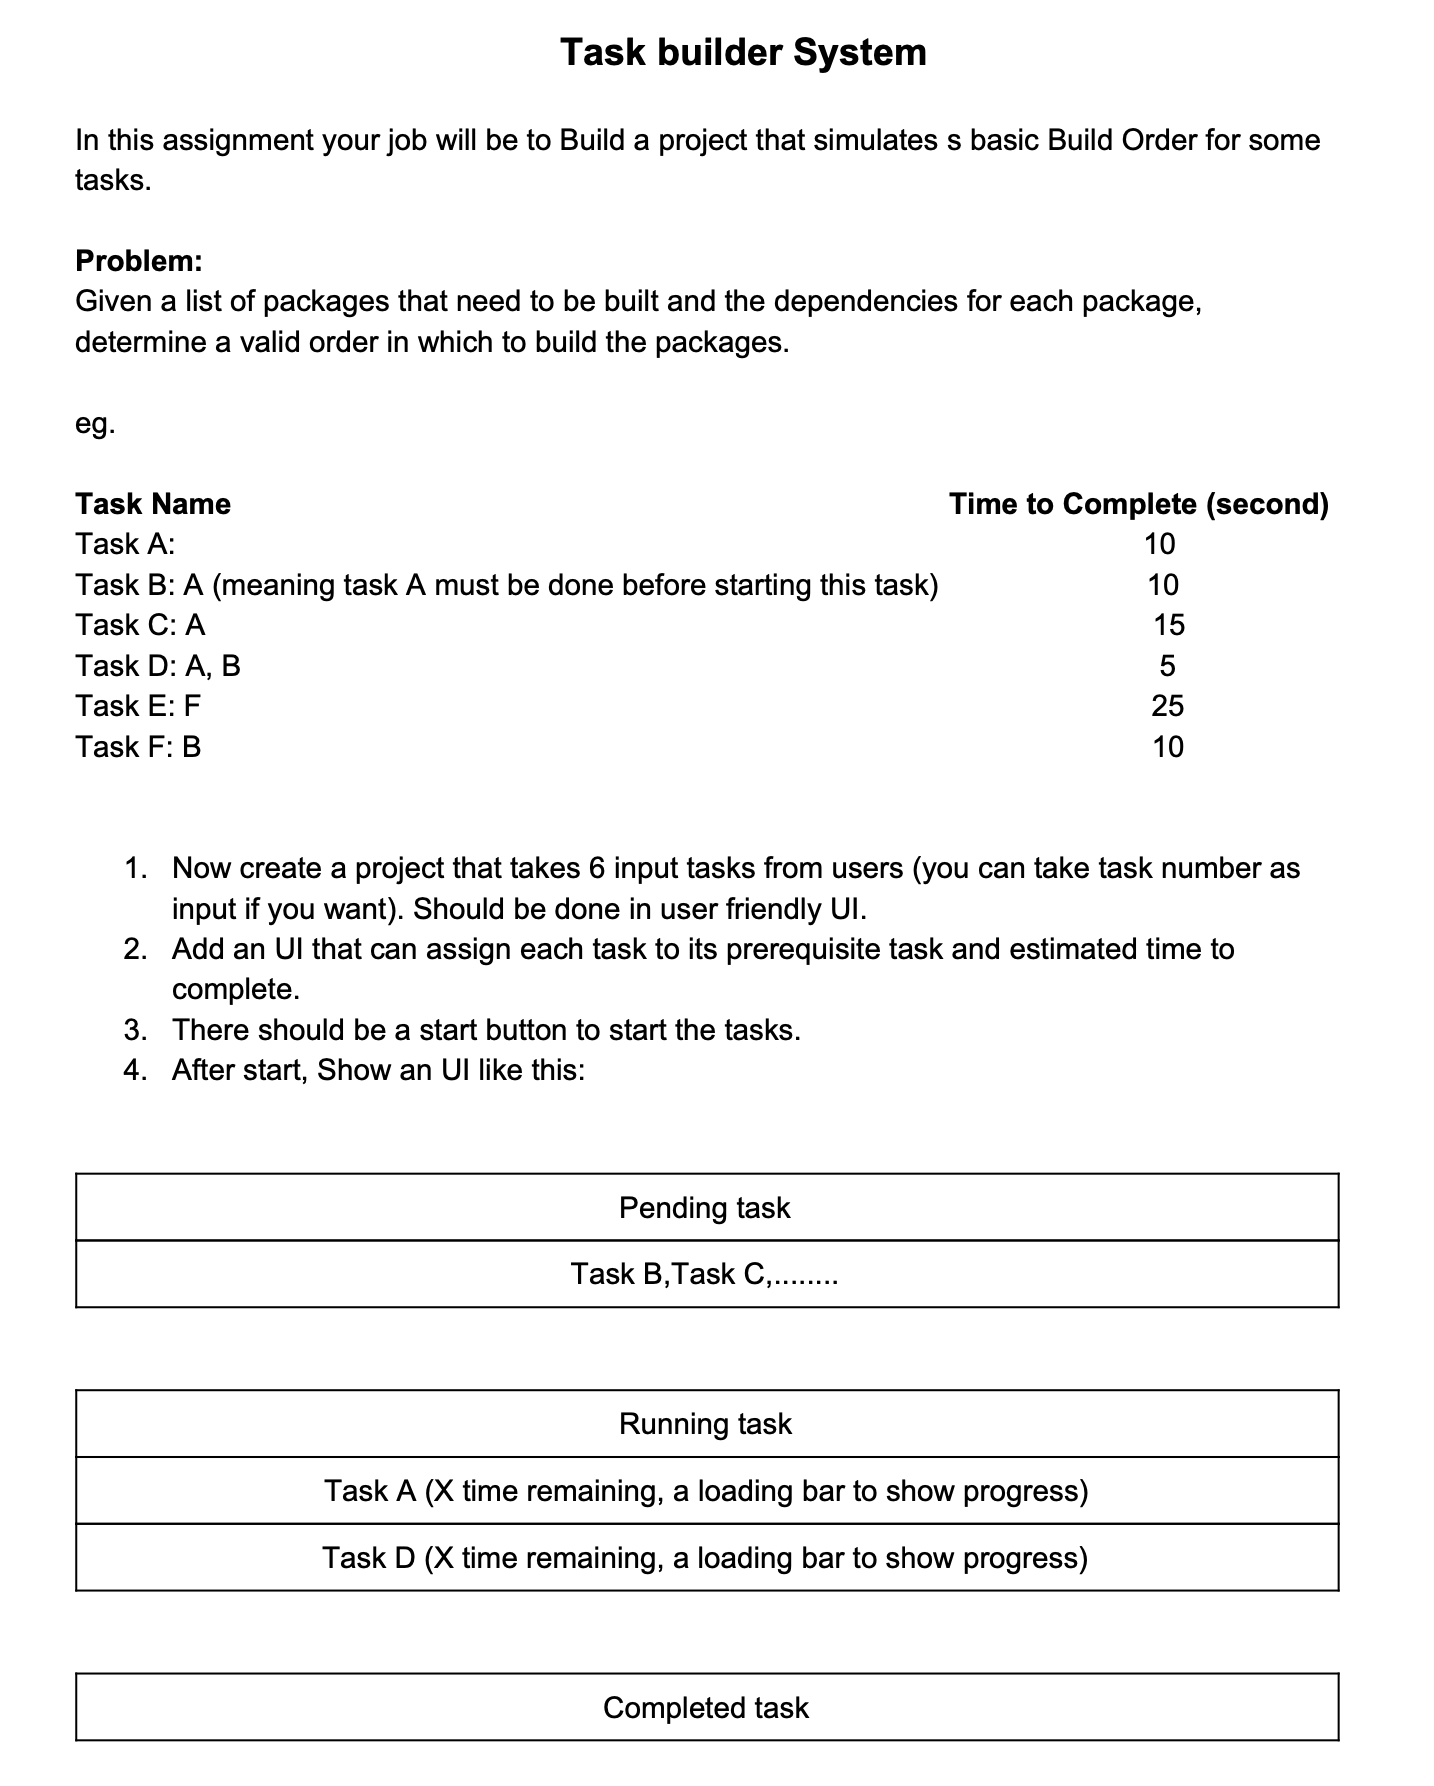 Task builder System
In this assignment your job will be to Build a project that simulates s basic Build Order for some
tasks.
Problem:
Given a list of packages that need to be built and the dependencies for each package,
determine a valid order in which to build the packages.
eg.
Task Name Time to Complete (second)
Task A: 10
Task B: A (meaning task A must be done before starting this task) 10
Task C: A 15
Task D: A, B 5
Task E: F 25
Task F: B 10
1. Now create a project that takes 6 input tasks from users (you can take task number as
input if you want). Should be done in user friendly UI.
2. Add an UI that can assign each task to its prerequisite task and estimated time to
complete.
3. There should be a start button to start the tasks.
4. After start, Show an UI like this:
Pending task
Task B,Task C,........
Running task
Task A (X time remaining, a loading bar to show progress)
Task D (X time remaining, a loading bar to show progress)
Completed task